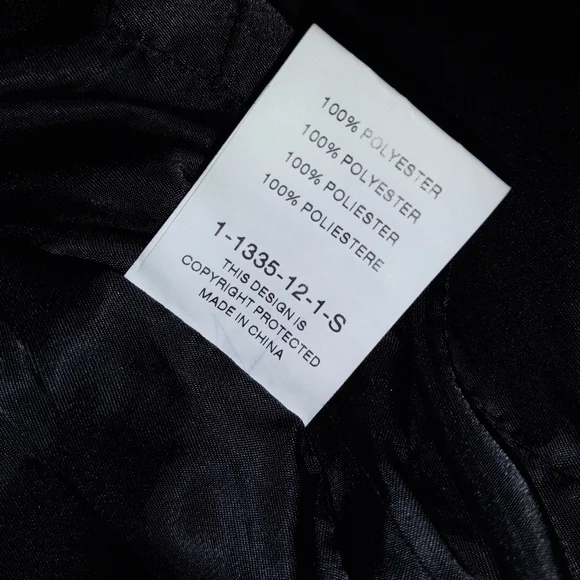 100% POLYESTER
100% POLYESTER
100% POLIESTER
100% POLIESTERE
1-1335-12-1-S
THIS DESIGN IS
COPYRIGHT PROTECTED
MADE IN CHINA